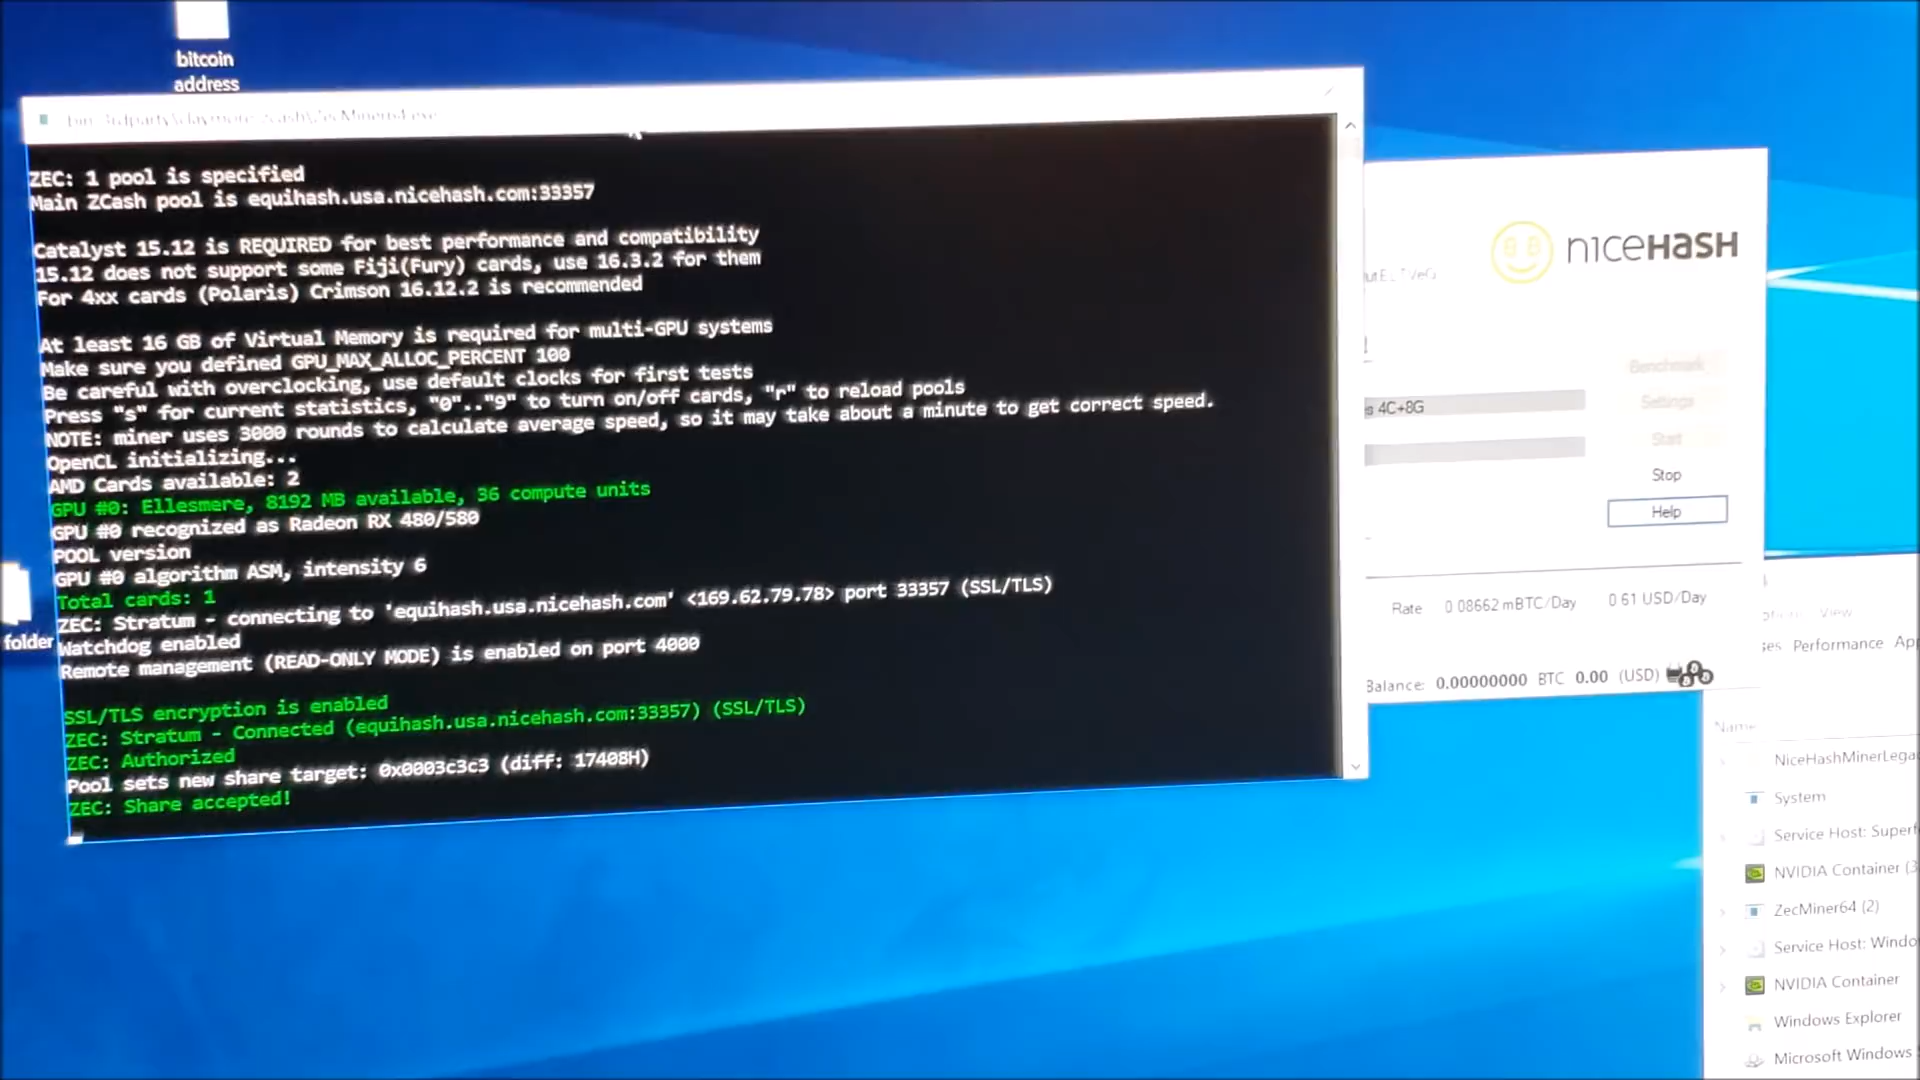 bitcoin
address
ZEC: 1 pool is specified
Main ZCash pool is equihash.usa.nicehash.com:33357
Catalyst 15.12 is REQUIRED for best performance and compatibility
15.12 does not support some Fiji(Fury) cards, use 16.3.2 for them
For 4xx cards (Polaris) Crimson 16.12.2 is recommended
At least 16 GB of Virtual Memory is required for multi-GPU systems
Make sure you defined GPU_MAX_ALLOC_PERCENT 100
Be careful with overclocking, use default clocks for first tests
Press "s" for current statistics, "0".."9" to turn on/off cards, "r" to reload pools
NOTE: miner uses 3000 rounds to calculate average speed, so it may take about a minute to get correct speed.
OpenCL initializing...
AMD Cards available: 2
GPU #0: Ellesmere, 8192 MB available, 36 compute units
GPU #0 recognized as Radeon RX 480/580
POOL version
GPU #0 algorithm ASM, intensity 6
Total cards: 1
ZEC: Stratum - connecting to 'equihash.usa.nicehash.com' <169.62.79.78> port 33357 (SSL/TLS)
Watchdog enabled
Remote management (READ-ONLY MODE) is enabled on port 4000
SSL/TLS encryption is enabled
ZEC: Stratum - Connected (equihash.usa.nicehash.com:33357) (SSL/TLS)
ZEC: Authorized
Pool sets new share target: 0x0003c3c3 (diff: 17408H)
ZEC: Share accepted!
folder
niceHasH
Benchmark
Settings
4C+8G
Start
Stop
Help
Rate 0.08662 mBTC/Day 0.61 USD/Day
Balance: 0.00000000 BTC 0.00 (USD)
View
Performance App
Name
NiceHashMinerLega
System
Service Host: Superf
NVIDIA Container (3
ZecMiner64 (2)
Service Host: Windo
NVIDIA Container
Windows Explorer
Microsoft Windows